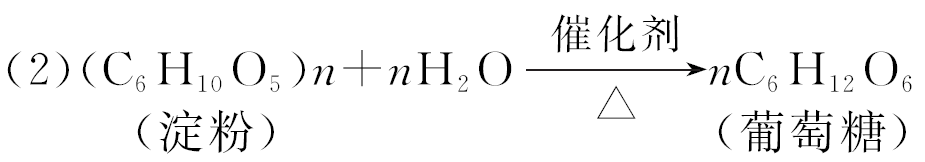 (2)(C₆H₁₀O₅)n+nH₂O 催化剂 △ → nC₆H₁₂O₆
(淀粉) (葡萄糖)